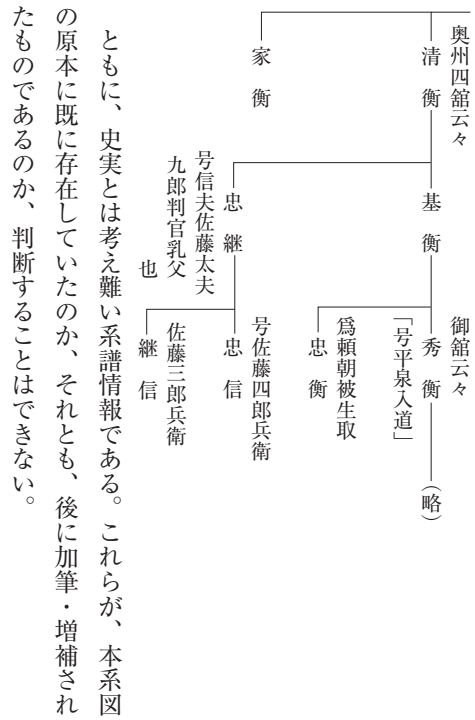 奥州四舘云々
清衡
家衡
基衡
忠継
号信夫佐藤太夫
九郎判官乳父
也
御舘云々
秀衡
「号平泉入道」
(略)
為頼朝被生取
忠衡
号佐藤四郎兵衛
忠信
佐藤三郎兵衛
継信
ともに、史実とは考え難い系譜情報である。これらが、本系図
の原本に既に存在していたのか、それとも、後に加筆・増補され
たものであるのか、判断することはできない。